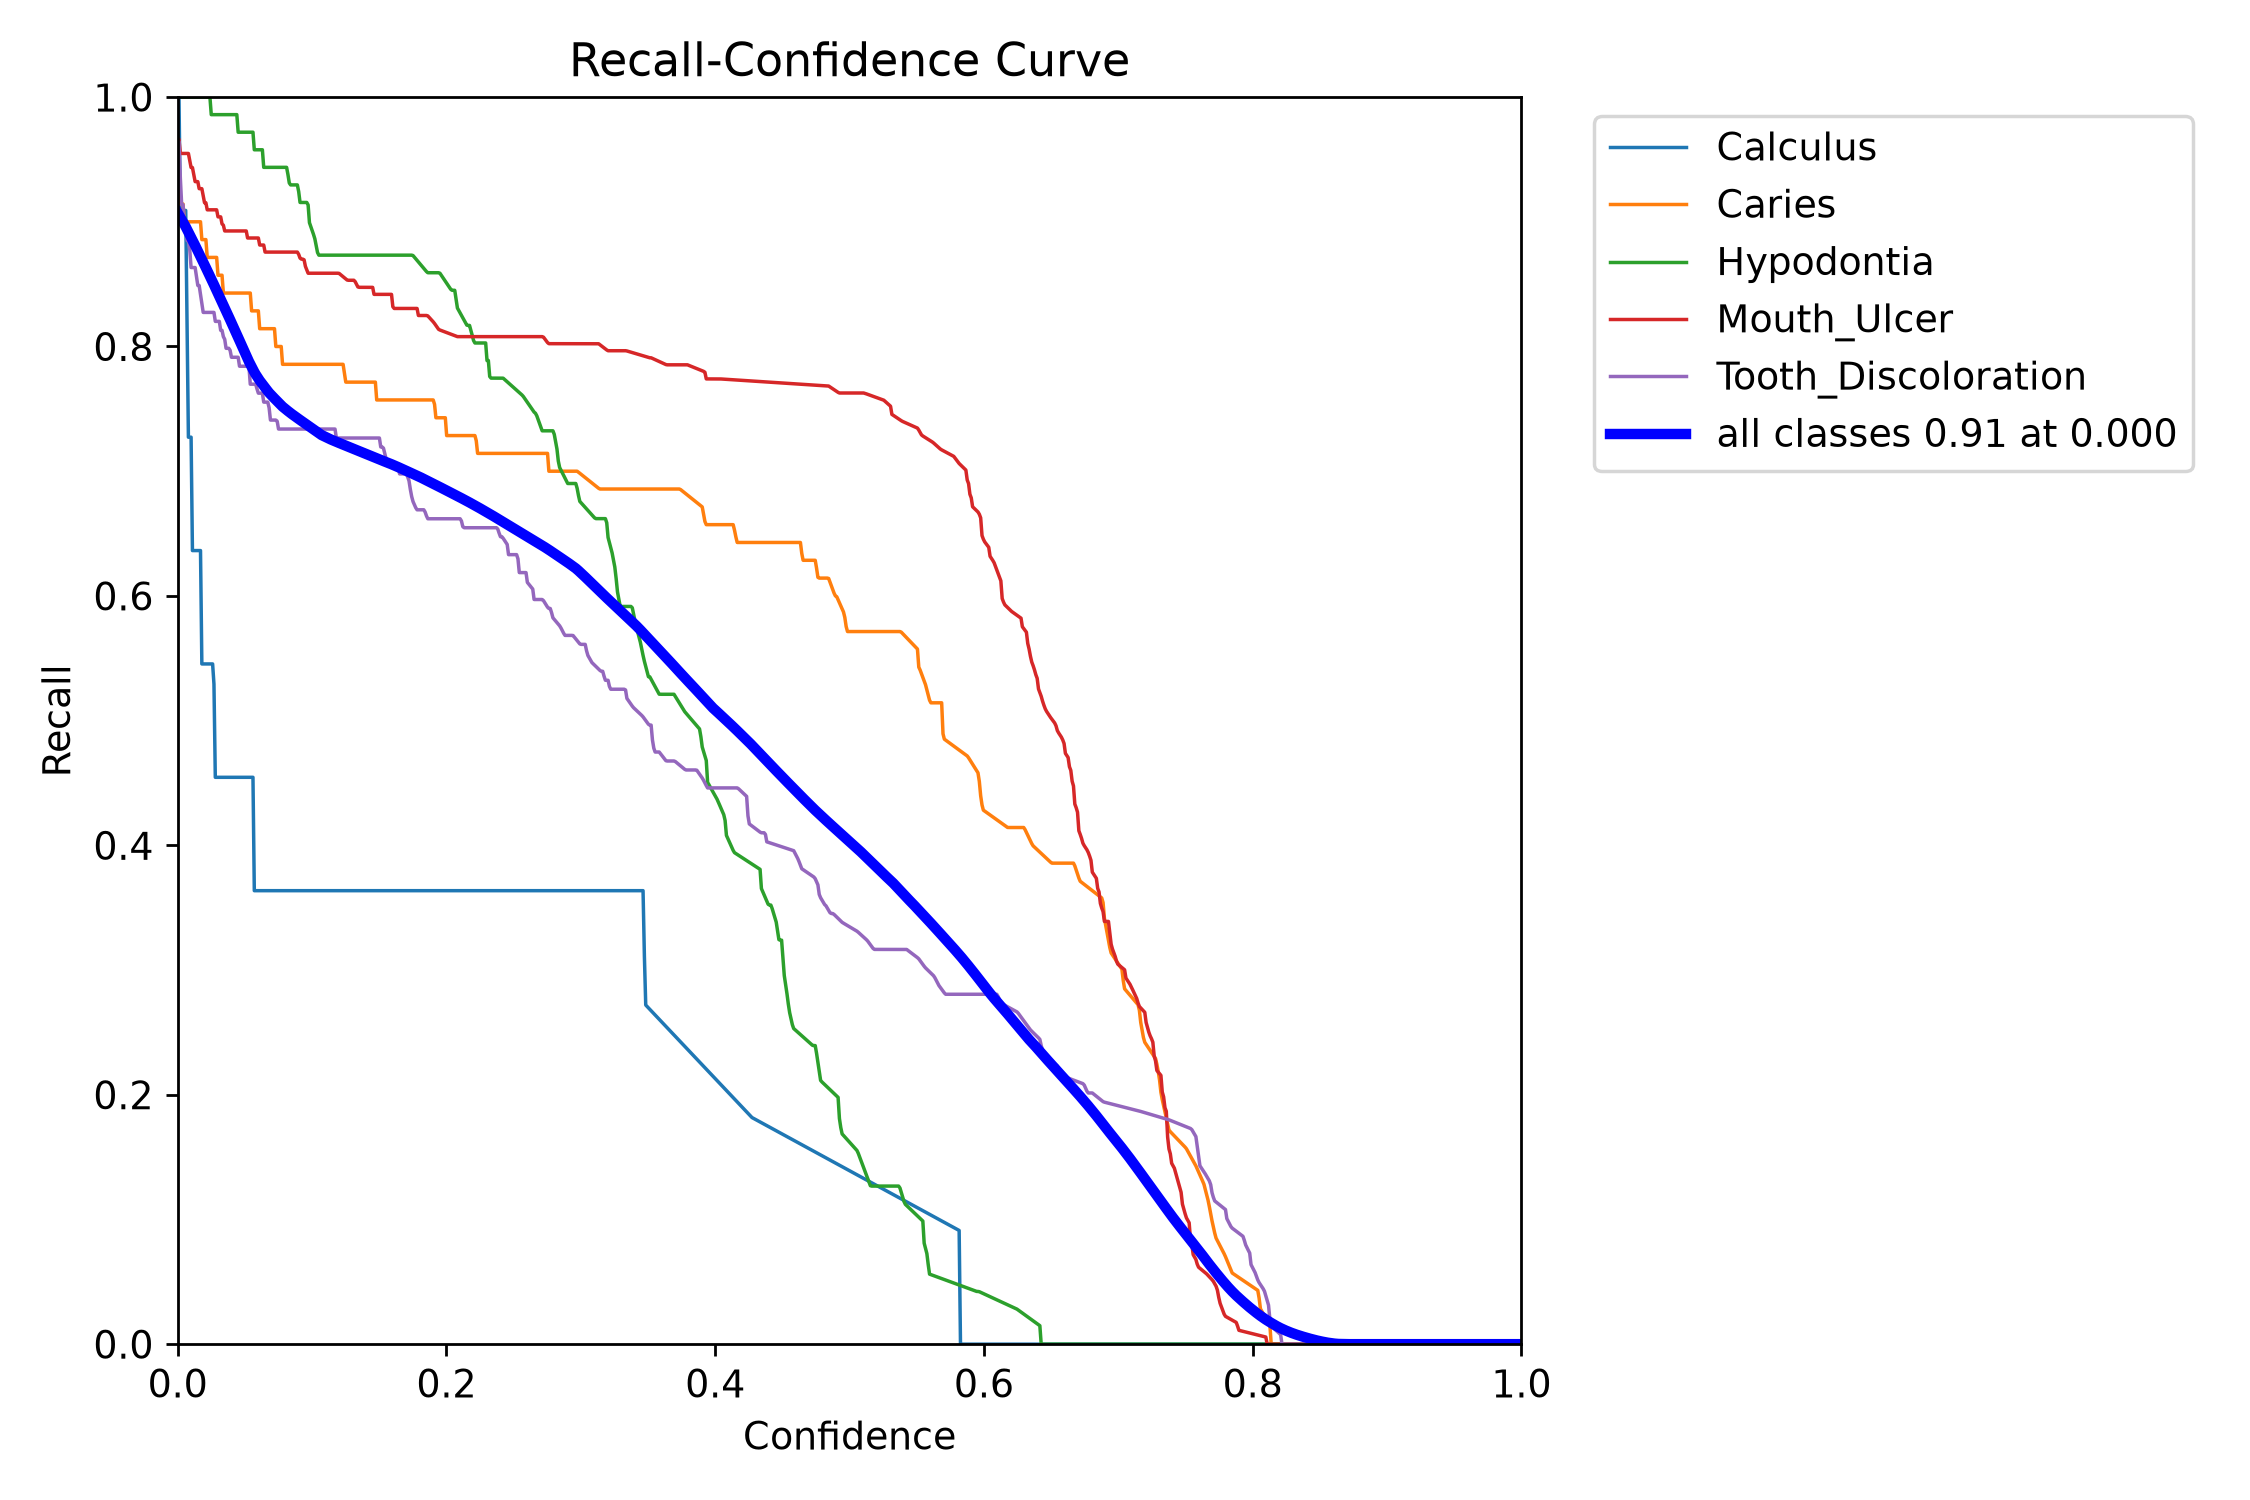 Recall-Confidence Curve
1.0
0.8
0.6
0.4
0.2
0.0
Recall
0.0 0.2 0.4 0.6 0.8 1.0
Confidence
Calculus
Caries
Hypodontia
Mouth_Ulcer
Tooth_Discoloration
all classes 0.91 at 0.000